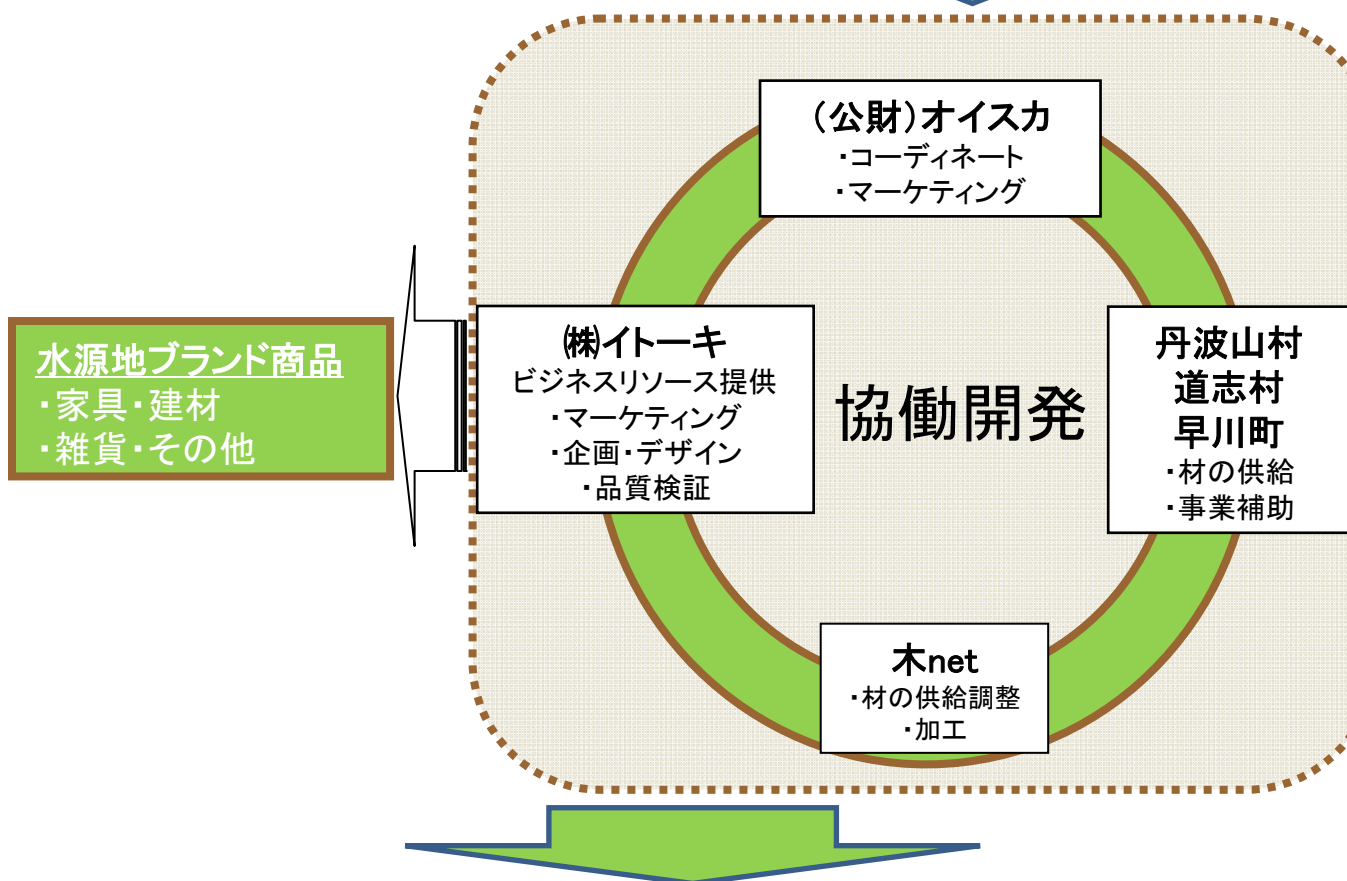 （公財）オイスカ
・コーディネート
・マーケティング
水源地ブランド商品
・家具・建材
・雑貨・その他
㈱イトーキ
ビジネスリソース提供
・マーケティング
・企画・デザイン
・品質検証
協働開発
丹波山村
道志村
早川町
・材の供給
・事業補助
木net
・材の供給調整
・加工